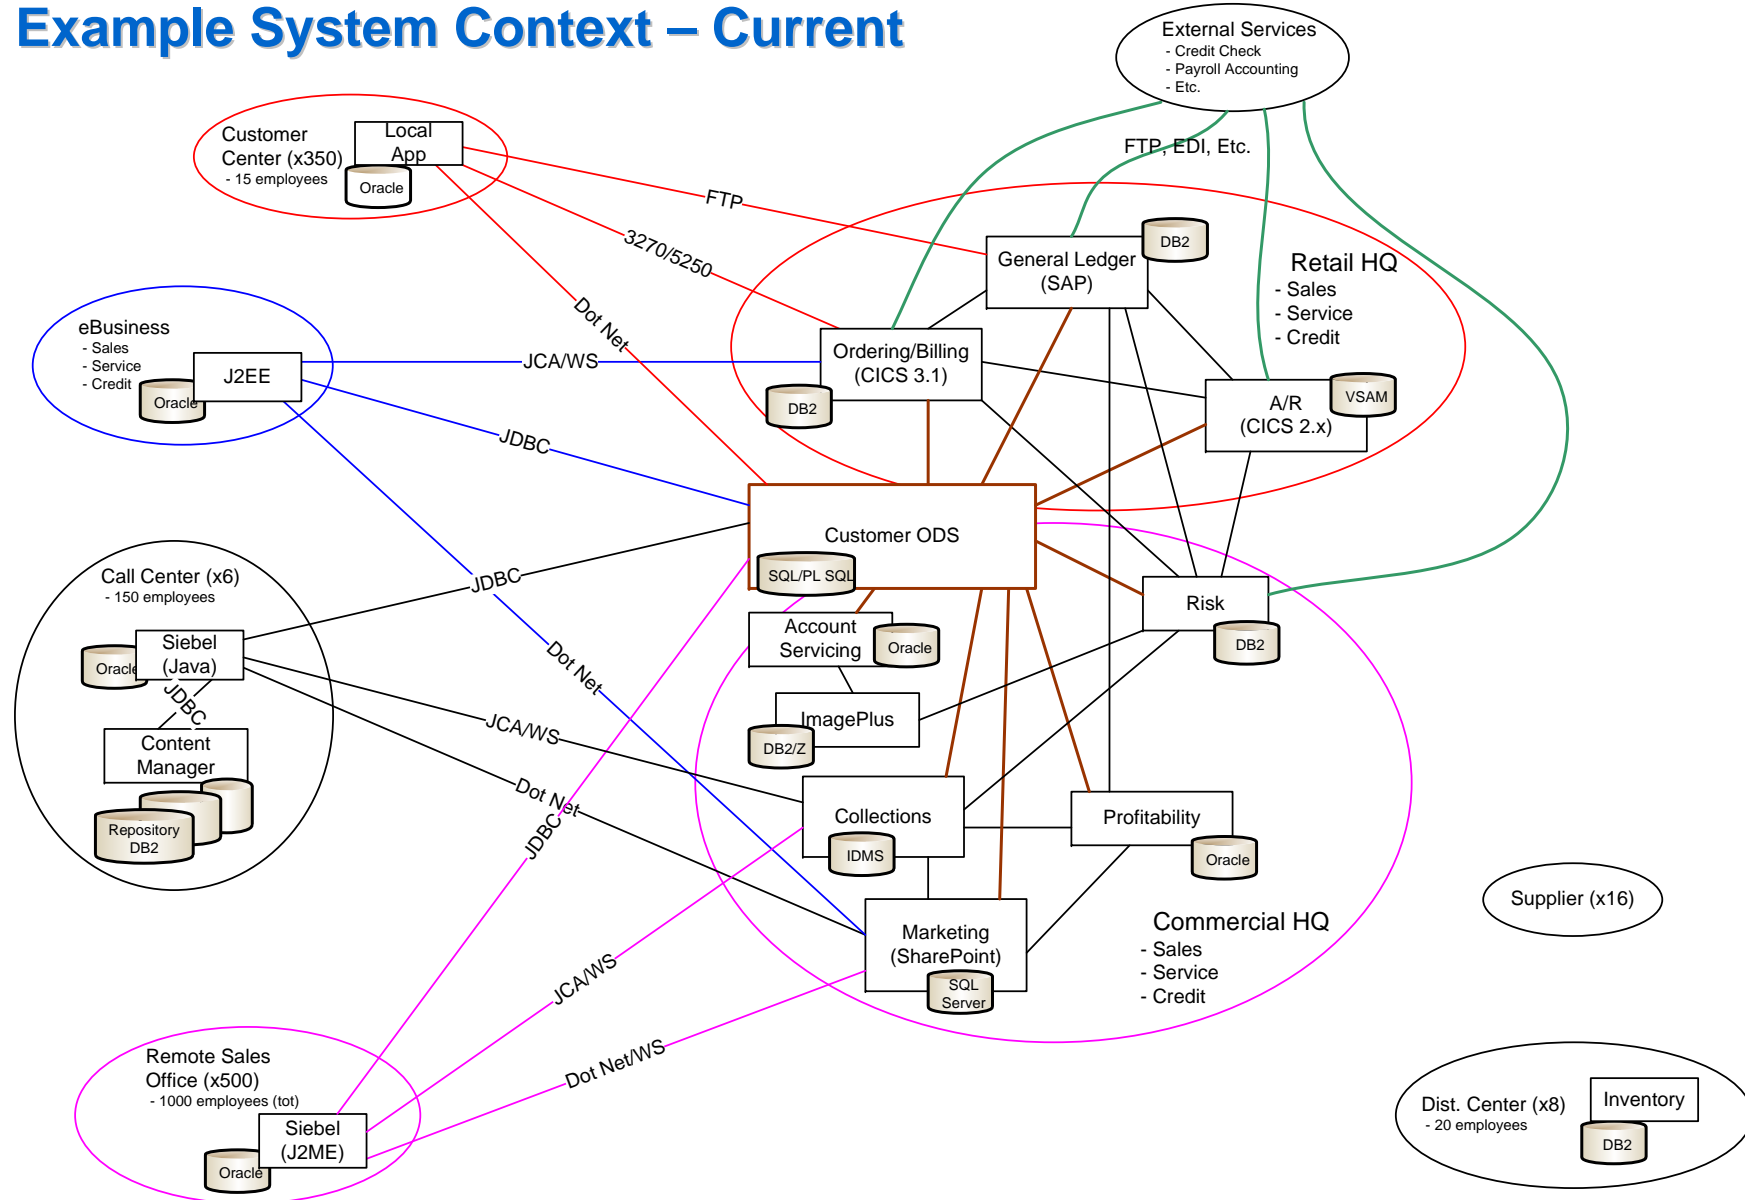 Example System Context – Current
External Services
- Credit Check
- Payroll Accounting
- Etc.
FTP, EDI, Etc.
Customer
Center (x350)
- 15 employees
Local
App
Oracle
FTP
3270/5250
Dot Net
General Ledger
(SAP)
DB2
Retail HQ
- Sales
- Service
- Credit
eBusiness
- Sales
- Service
- Credit
J2EE
Oracle
JCA/WS
JDBC
Dot Net
Ordering/Billing
(CICS 3.1)
DB2
A/R
(CICS 2.x)
VSAM
Customer ODS
SQL/PL SQL
Call Center (x6)
- 150 employees
Siebel
(Java)
Oracle
JDBC
Content
Manager
Repository
DB2
JDBC
JCA/WS
Dot Net
Risk
DB2
Account
Servicing
Oracle
ImagePlus
DB2/Z
Collections
IDMS
Profitability
Oracle
Marketing
(SharePoint)
SQL
Server
Commercial HQ
- Sales
- Service
- Credit
JDBC
JCA/WS
Dot Net/WS
Remote Sales
Office (x500)
- 1000 employees (tot)
Siebel
(J2ME)
Oracle
Supplier (x16)
Dist. Center (x8)
- 20 employees
Inventory
DB2